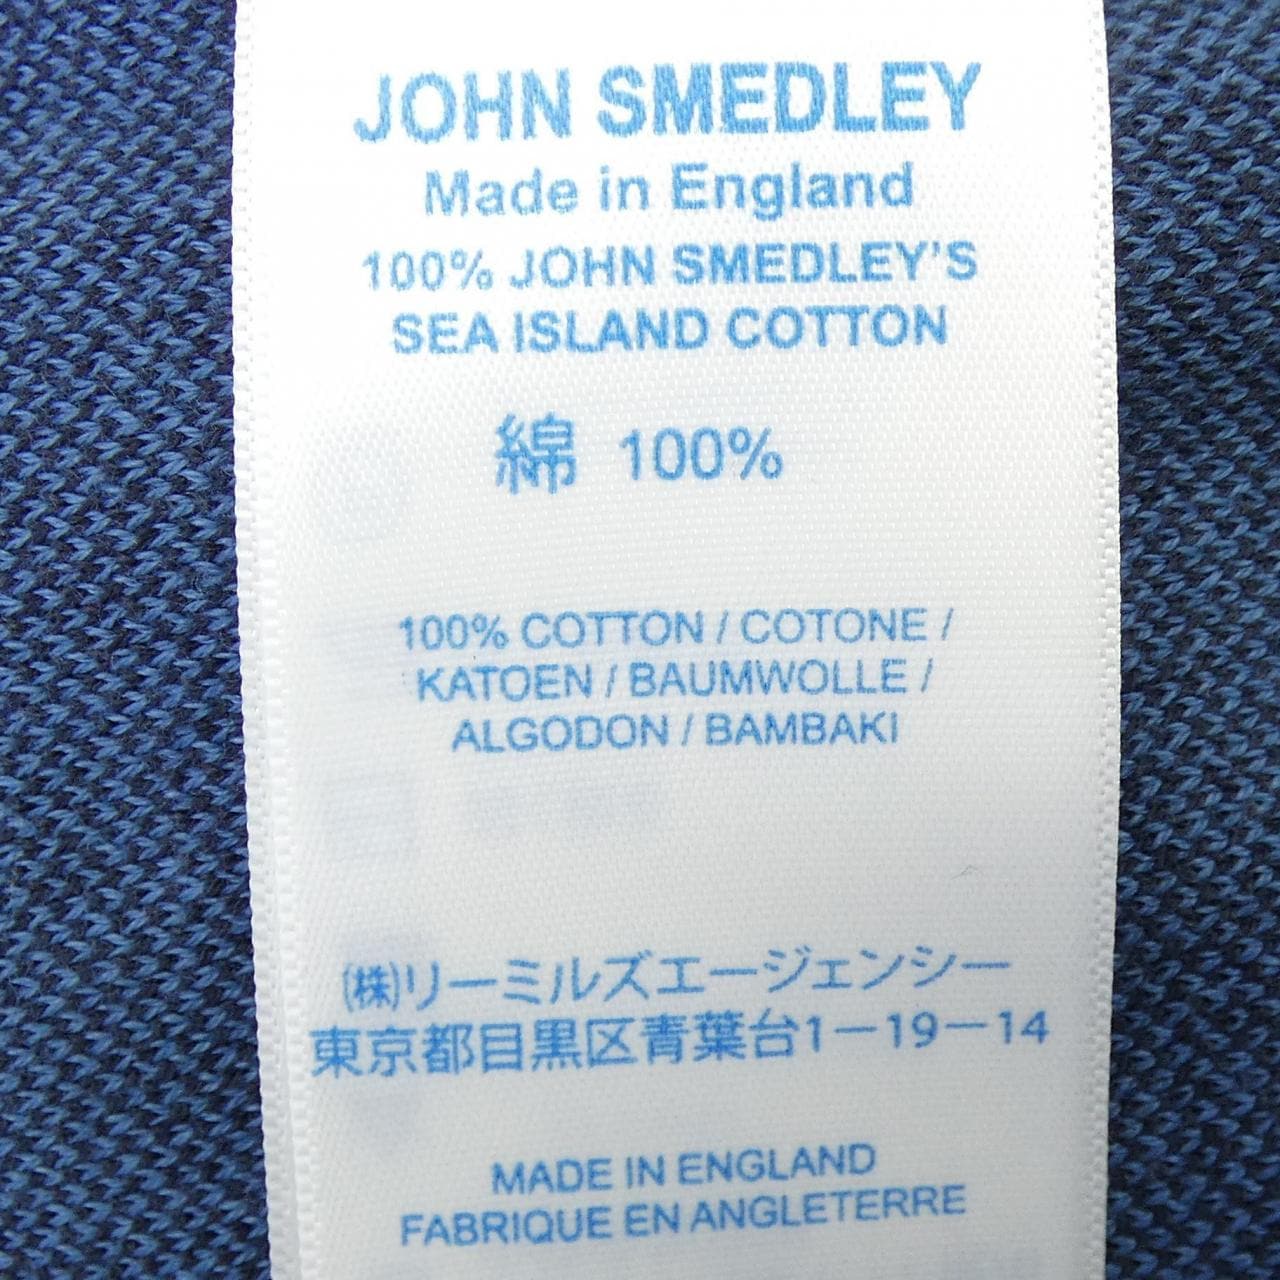 JOHN SMEDLEY
Made in England
100% JOHN SMEDLEY'S
SEA ISLAND COTTON
綿 100%
100% COTTON / COTONE /
KATOEN / BAUMWOLLE /
ALGODON / BAMBAKI
㈱リーミルズエージェンシー
東京都目黒区青葉台1－19－14
MADE IN ENGLAND
FABRIQUE EN ANGLETERRE